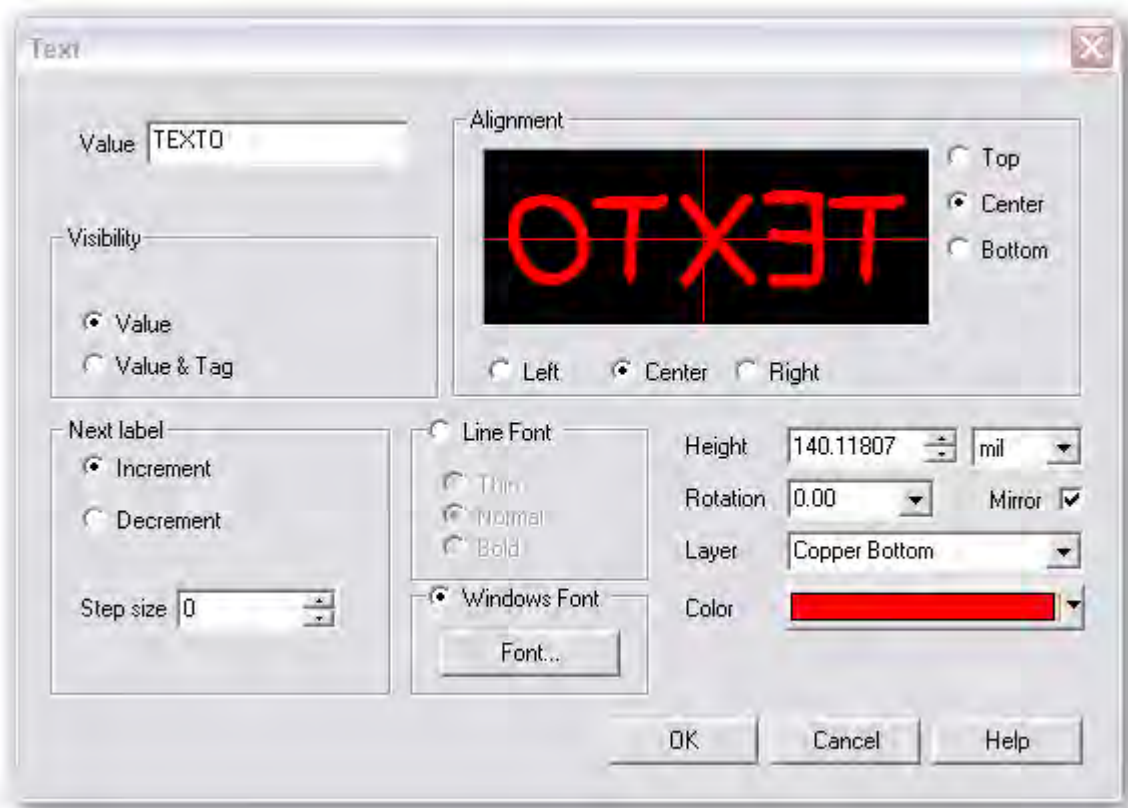 Text
Value TEXTO
Visibility
Value
Value & Tag
Alignment
OTXƎT
Top
Center
Bottom
Left Center Right
Next label
Increment
Decrement
Step size 0
Line Font
Thin
Normal
Bold
Windows Font
Font...
Height 140.11807 mil
Rotation 0.00 Mirror
Layer Copper Bottom
Color
OK Cancel Help